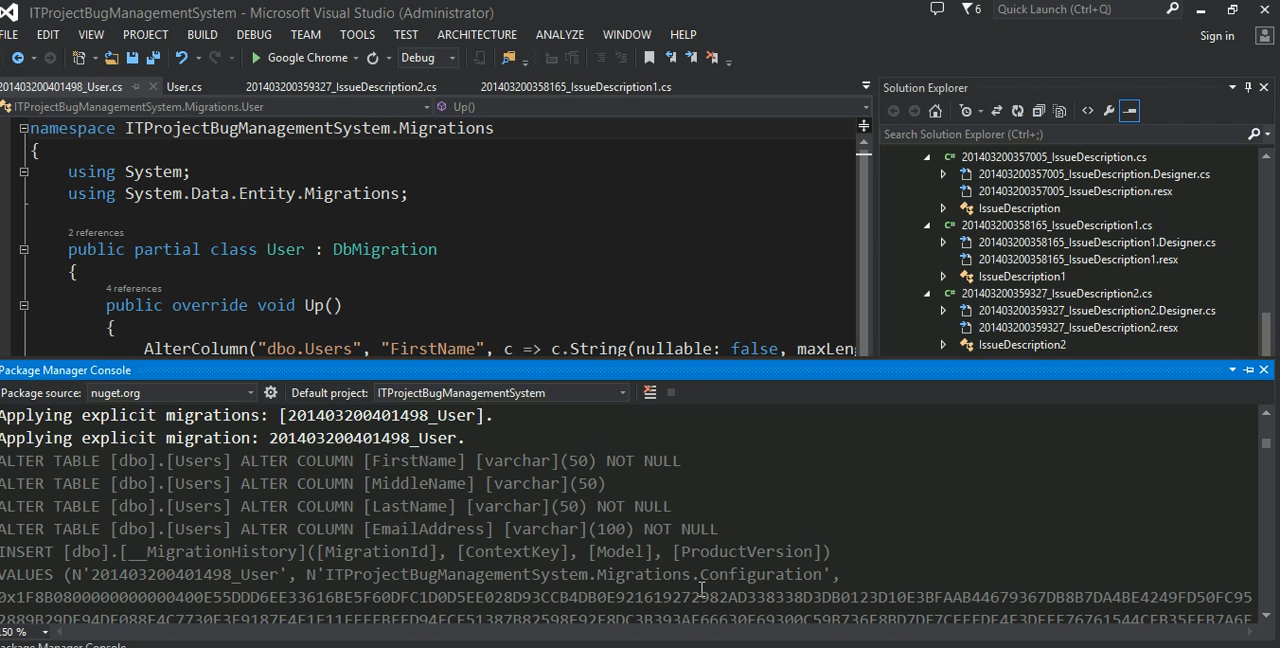 ITProjectBugManagementSystem - Microsoft Visual Studio (Administrator)
6
Quick Launch (Ctrl+Q)
FILE EDIT VIEW PROJECT BUILD DEBUG TEAM TOOLS TEST ARCHITECTURE ANALYZE WINDOW HELP
Sign in
Google Chrome
Debug
201403200401498_User.cs User.cs 201403200359327_IssueDescription2.cs 201403200358165_IssueDescription1.cs
ITProjectBugManagementSystem.Migrations.User
Up()
namespace ITProjectBugManagementSystem.Migrations
{
using System;
using System.Data.Entity.Migrations;
2 references
public partial class User : DbMigration
{
4 references
public override void Up()
{
AlterColumn("dbo.Users", "FirstName", c => c.String(nullable: false, maxLen
Solution Explorer
Search Solution Explorer (Ctrl+;)
C# 201403200357005_IssueDescription.cs
201403200357005_IssueDescription.Designer.cs
201403200357005_IssueDescription.resx
IssueDescription
C# 201403200358165_IssueDescription1.cs
201403200358165_IssueDescription1.Designer.cs
201403200358165_IssueDescription1.resx
IssueDescription1
C# 201403200359327_IssueDescription2.cs
201403200359327_IssueDescription2.Designer.cs
201403200359327_IssueDescription2.resx
IssueDescription2
Package Manager Console
Package source: nuget.org
Default project: ITProjectBugManagementSystem
Applying explicit migrations: [201403200401498_User].
Applying explicit migration: 201403200401498_User.
ALTER TABLE [dbo].[Users] ALTER COLUMN [FirstName] [varchar](50) NOT NULL
ALTER TABLE [dbo].[Users] ALTER COLUMN [MiddleName] [varchar](50)
ALTER TABLE [dbo].[Users] ALTER COLUMN [LastName] [varchar](50) NOT NULL
ALTER TABLE [dbo].[Users] ALTER COLUMN [EmailAddress] [varchar](100) NOT NULL
INSERT [dbo].[__MigrationHistory]([MigrationId], [ContextKey], [Model], [ProductVersion])
VALUES (N'201403200401498_User', N'ITProjectBugManagementSystem.Migrations.Configuration',
50 %
Package Manager Console